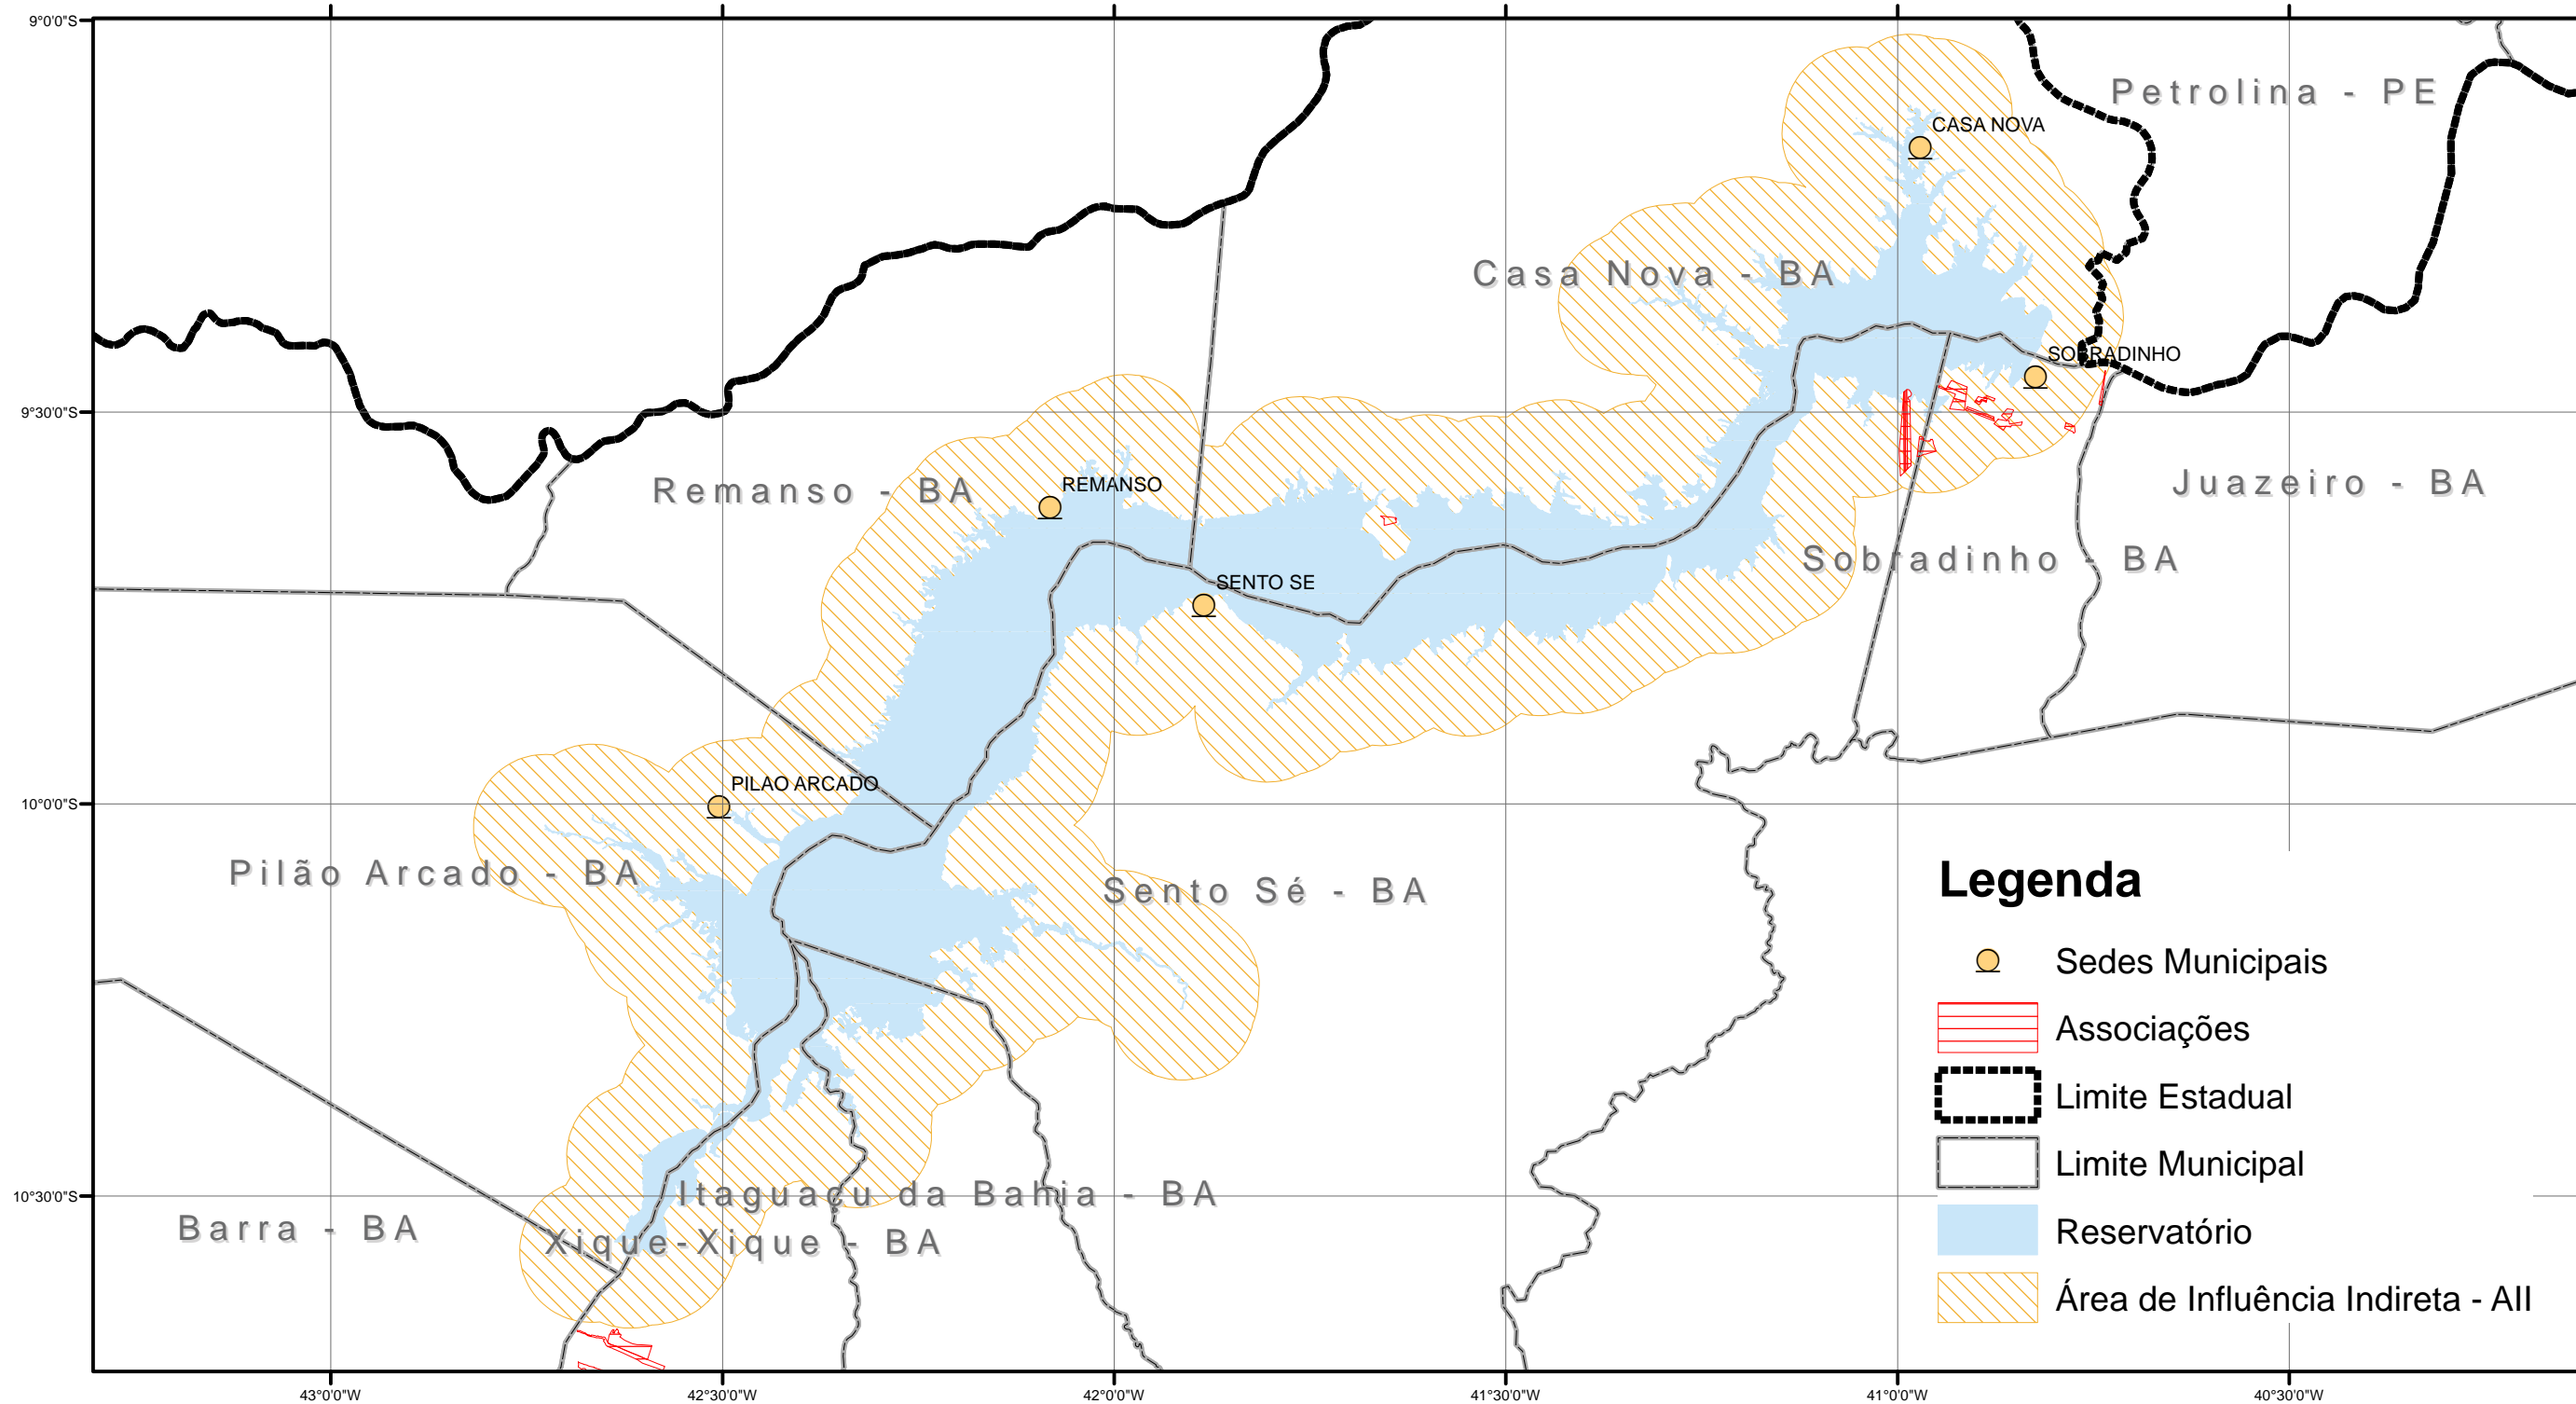 9°0'0"S
Petrolina - PE
CASA NOVA
Casa Nova - BA
SOBRADINHO
9°30'0"S
Remanso - BA
REMANSO
Juazeiro - BA
Sobradinho - BA
SENTO SE
PILAO ARCADO
10°0'0"S
Pilão Arcado - BA
Sento Sé - BA
Legenda
Sedes Municipais
Associações
Limite Estadual
Limite Municipal
Reservatório
Área de Influência Indireta - AII
10°30'0"S
Itaguaçu da Bahia - BA
Barra - BA
Xique-Xique - BA
43°0'0"W
42°30'0"W
42°0'0"W
41°30'0"W
41°0'0"W
40°30'0"W